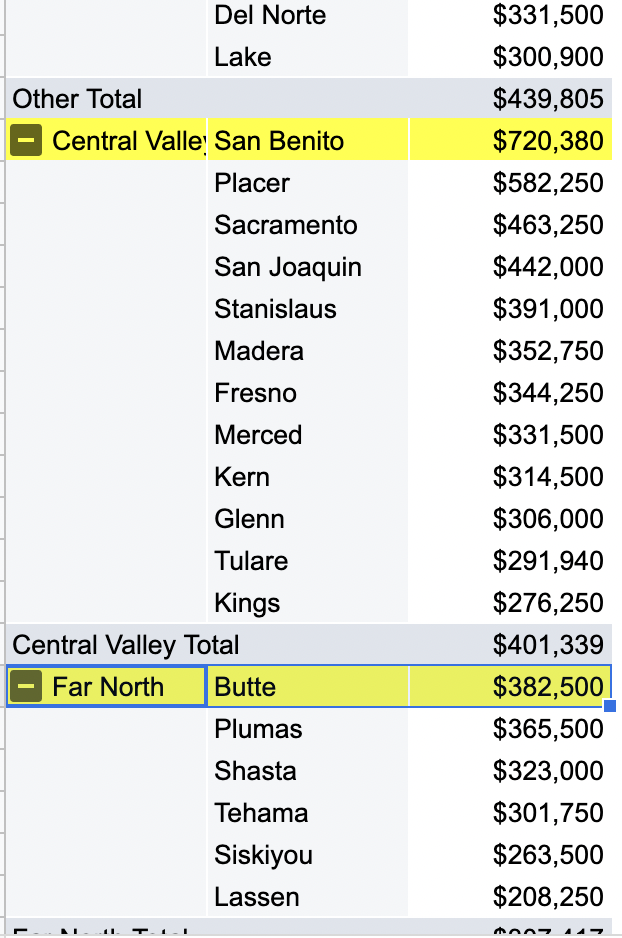 Del Norte $331,500
Lake $300,900
Other Total $439,805
Central Valley San Benito $720,380
Placer $582,250
Sacramento $463,250
San Joaquin $442,000
Stanislaus $391,000
Madera $352,750
Fresno $344,250
Merced $331,500
Kern $314,500
Glenn $306,000
Tulare $291,940
Kings $276,250
Central Valley Total $401,339
Far North Butte $382,500
Plumas $365,500
Shasta $323,000
Tehama $301,750
Siskiyou $263,500
Lassen $208,250
Far North Total